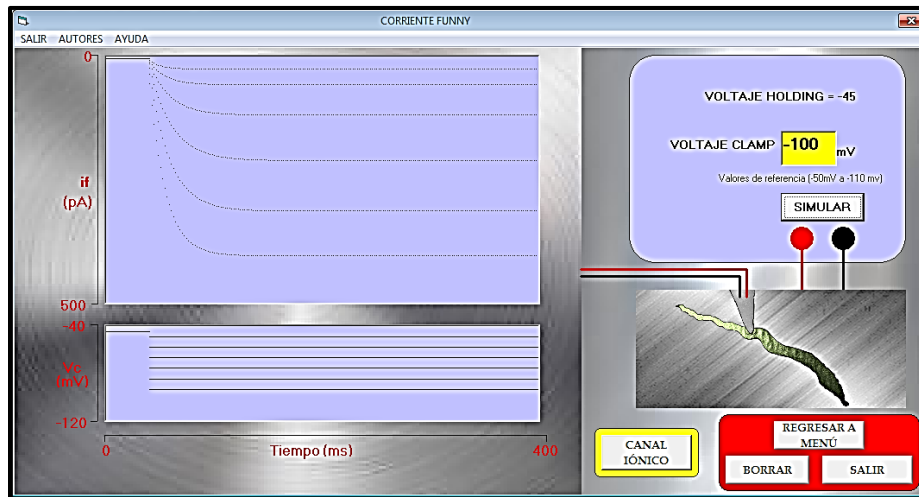 CORRIENTE FUNNY
SALIR AUTORES AYUDA
0
if
(pA)
500
-40
Vc
(mV)
-120
0
Tiempo (ms)
400
VOLTAJE HOLDING = -45
VOLTAJE CLAMP -100 mV
Valores de referencia (-50mV a -110 mv)
SIMULAR
CANAL
IÓNICO
REGRESAR A
MENÚ
BORRAR SALIR